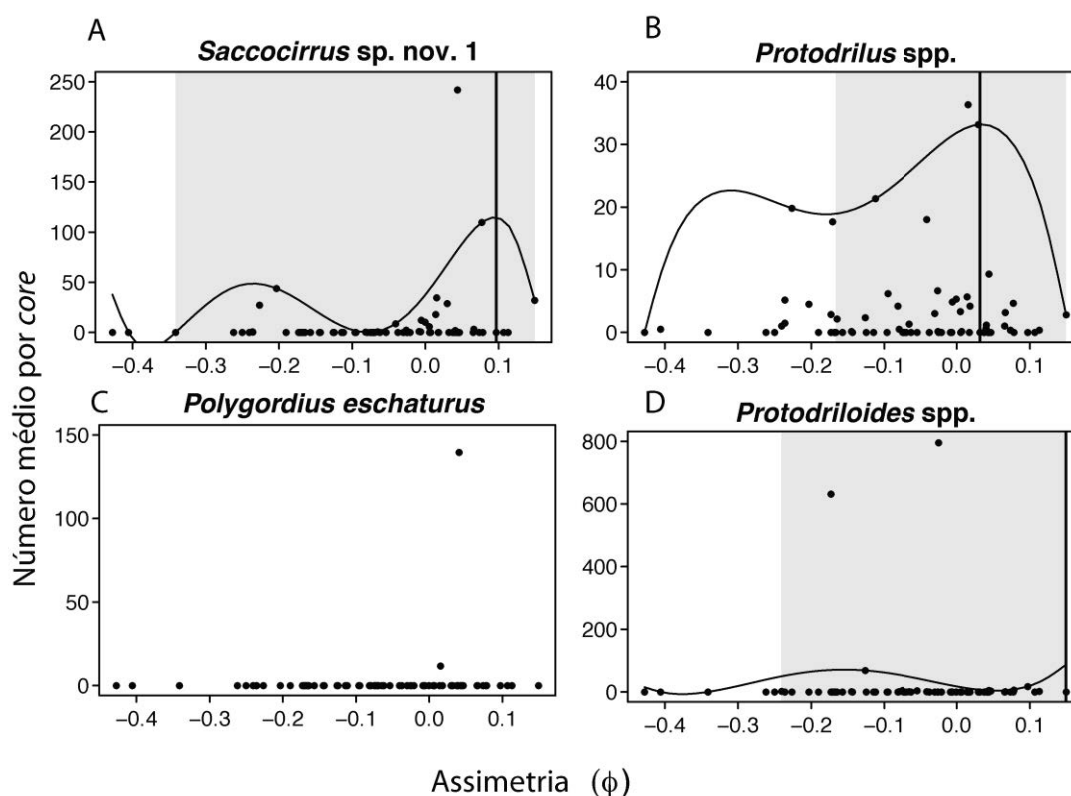 A
Saccocirrus sp. nov. 1
250
200
150
100
50
0
−0.4 −0.3 −0.2 −0.1 0.0 0.1
B
Protodrilus spp.
40
30
20
10
0
−0.4 −0.3 −0.2 −0.1 0.0 0.1
C
Polygordius eschaturus
150
100
50
0
−0.4 −0.3 −0.2 −0.1 0.0 0.1
D
Protodriloides spp.
800
600
400
200
0
−0.4 −0.3 −0.2 −0.1 0.0 0.1
Número médio por core
Assimetria (ϕ)